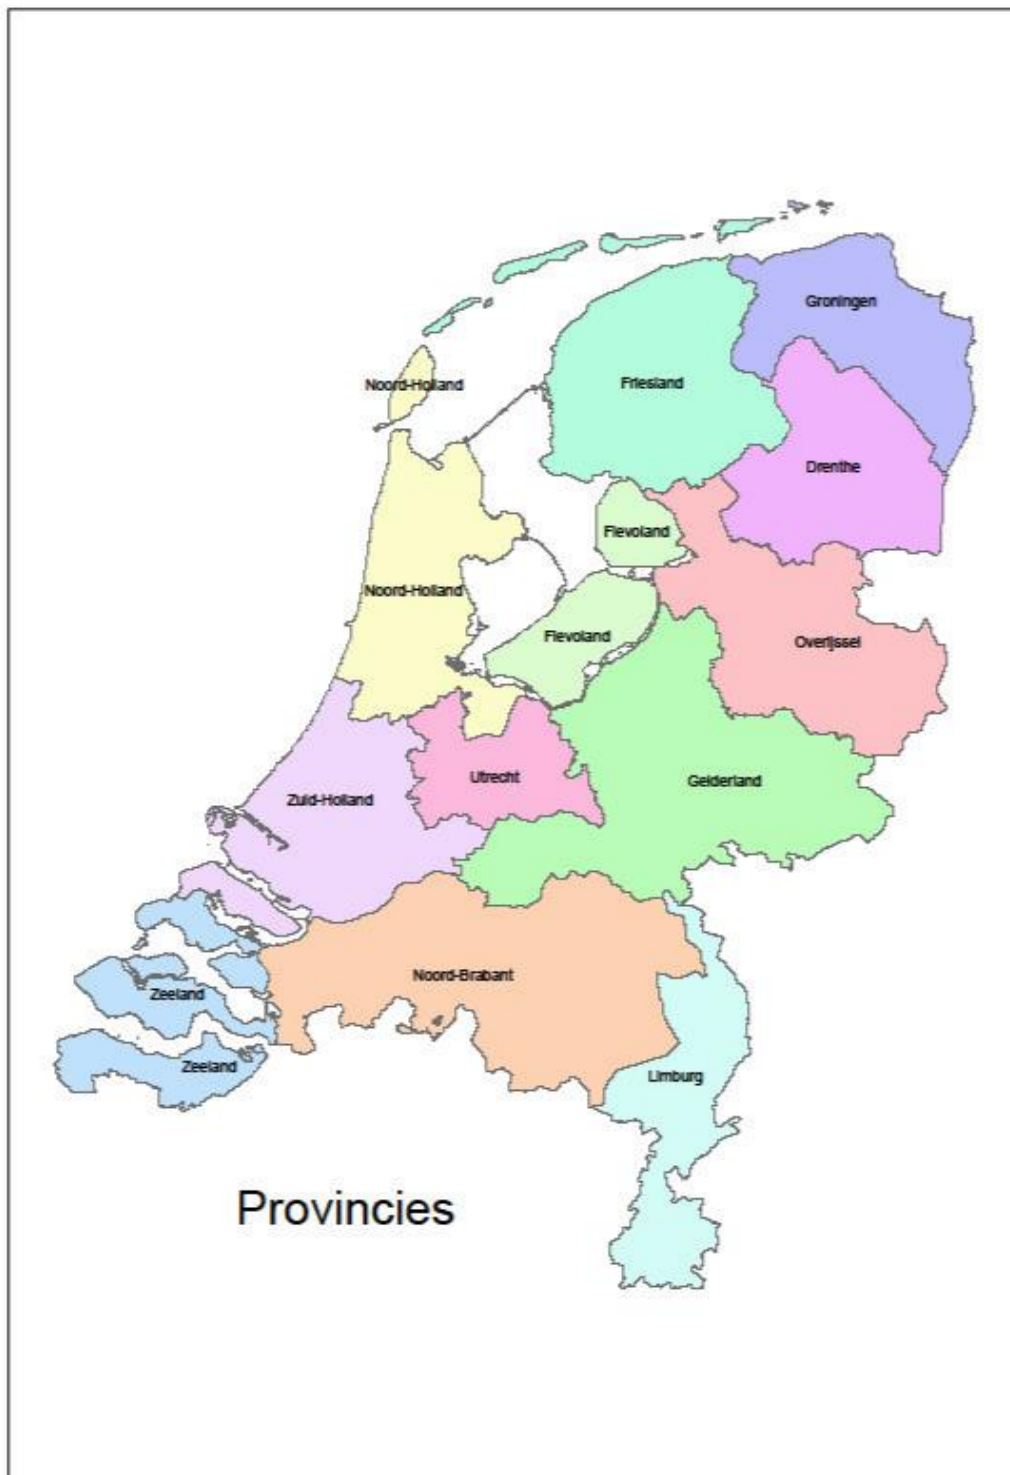 Groningen
Friesland
Noord-Holland
Drenthe
Flevoland
Noord-Holland
Flevoland
Overijssel
Utrecht
Gelderland
Zuid-Holland
Noord-Brabant
Zeeland
Zeeland
Limburg
Provincies